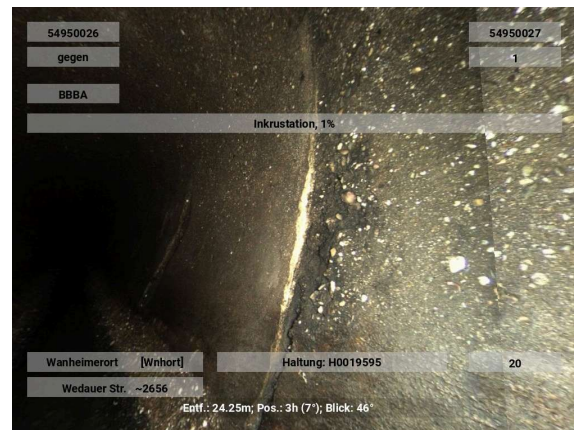 54950026
54950027
gegen
1
BBBA
Inkrustation, 1%
Wanheimerort [Wnhort]
Haltung: H0019595
20
Wedauer Str. ~2656
Entf.: 24.25m; Pos.: 3h (7°); Blick: 46°